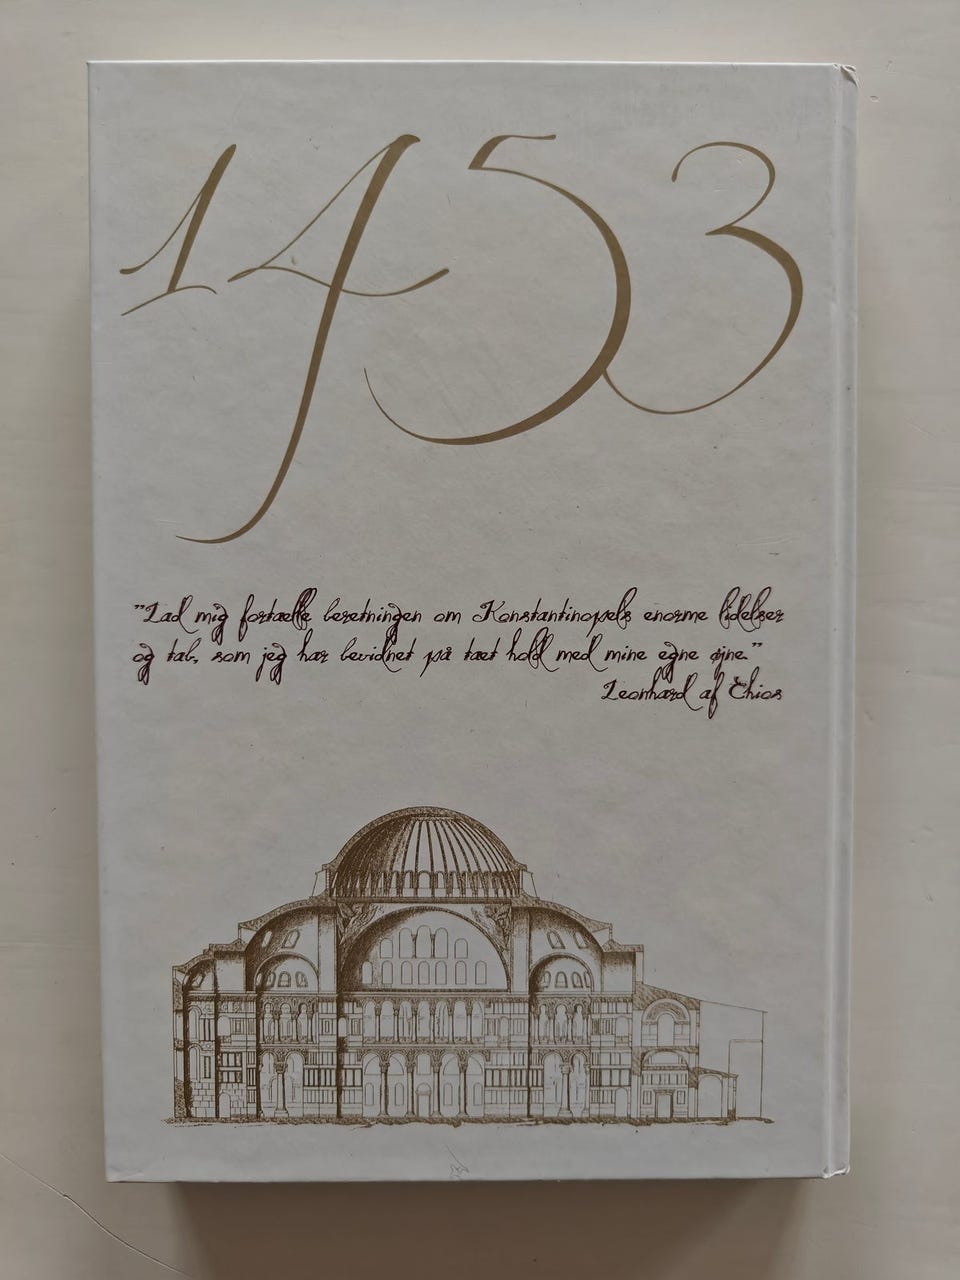 1453
"Lad mig fortælle beretningen om Konstantinopels enorme lidelser
og tab, som jeg har bevidnet på tæt hold med mine egne øjne."
Leonhard af Chios